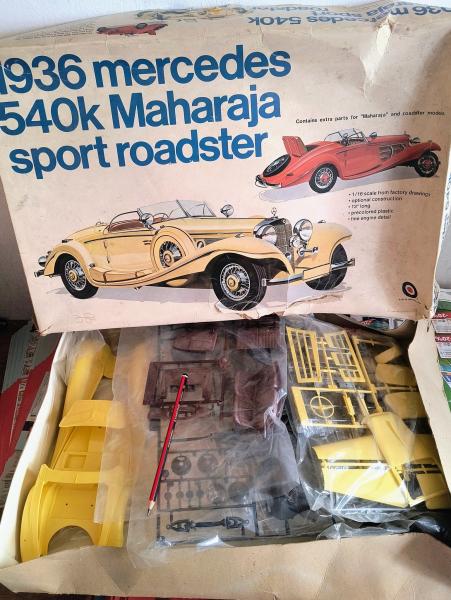 1936 mercedes
540k Maharaja
sport roadster
Contains extra parts for "Maharaja" and roadster models
• 1/16 scale from factory drawings
• optional construction
• 13" long
• precolored plastic
• fine engine detail